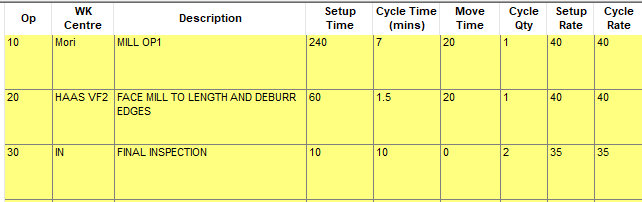 Op WK Centre Description Setup Time Cycle Time (mins) Move Time Cycle Qty Setup Rate Cycle Rate
10 Mori MILL OP1 240 7 20 1 40 40
20 HAAS VF2 FACE MILL TO LENGTH AND DEBURR EDGES 60 1.5 20 1 40 40
30 IN FINAL INSPECTION 10 10 0 2 35 35